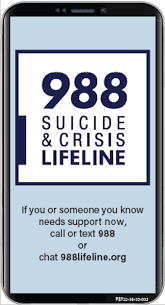 988
SUICIDE
& CRISIS
LIFELINE
If you or someone you know
needs support now,
call or text 988
or
chat 988lifeline.org